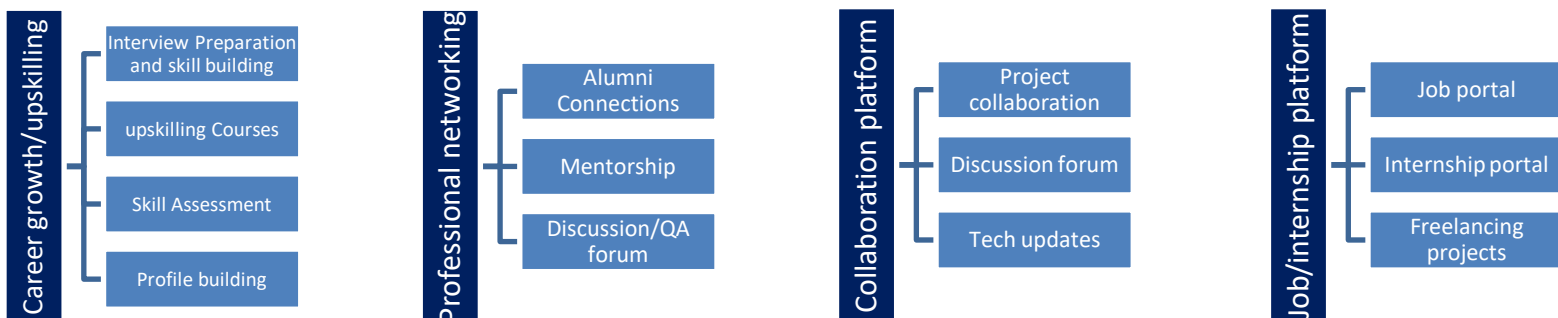 Career growth/upskilling
Interview Preparation
and skill building
upskilling Courses
Skill Assessment
Profile building
Professional networking
Alumni
Connections
Mentorship
Discussion/QA
forum
Collaboration platform
Project
collaboration
Discussion forum
Tech updates
Job/internship platform
Job portal
Internship portal
Freelancing
projects